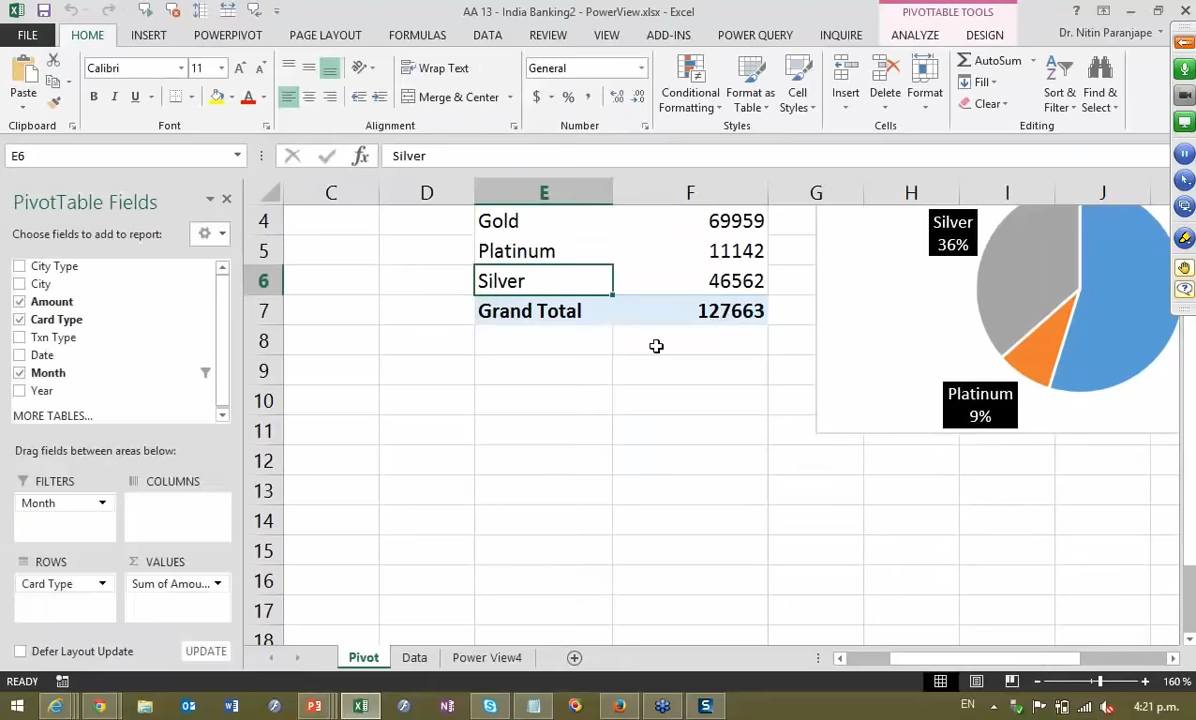 AA 13 - India Banking2 - PowerView.xlsx - Excel
PIVOTTABLE TOOLS
FILE HOME INSERT POWERPIVOT PAGE LAYOUT FORMULAS DATA REVIEW VIEW ADD-INS POWER QUERY INQUIRE ANALYZE DESIGN Dr. Nitin Paranjape
Paste
Calibri 11
B I U
Wrap Text
Merge & Center
General
$ % ,
Conditional Formatting
Format as Table
Cell Styles
Insert Delete Format
AutoSum
Fill
Clear
Sort & Filter
Find & Select
Clipboard Font Alignment Number Styles Cells Editing
E6 fx Silver
PivotTable Fields
Choose fields to add to report:
City Type
City
Amount
Card Type
Txn Type
Date
Month
Year
MORE TABLES...
Drag fields between areas below:
FILTERS COLUMNS
Month
ROWS VALUES
Card Type Sum of Amou...
Defer Layout Update UPDATE
C D E F G H I J
4 Gold 69959
5 Platinum 11142
6 Silver 46562
7 Grand Total 127663
8
9
10
11
12
13
14
15
16
17
18
Silver
36%
Platinum
9%
Pivot Data Power View4
READY 160 %
EN 4:21 p.m.